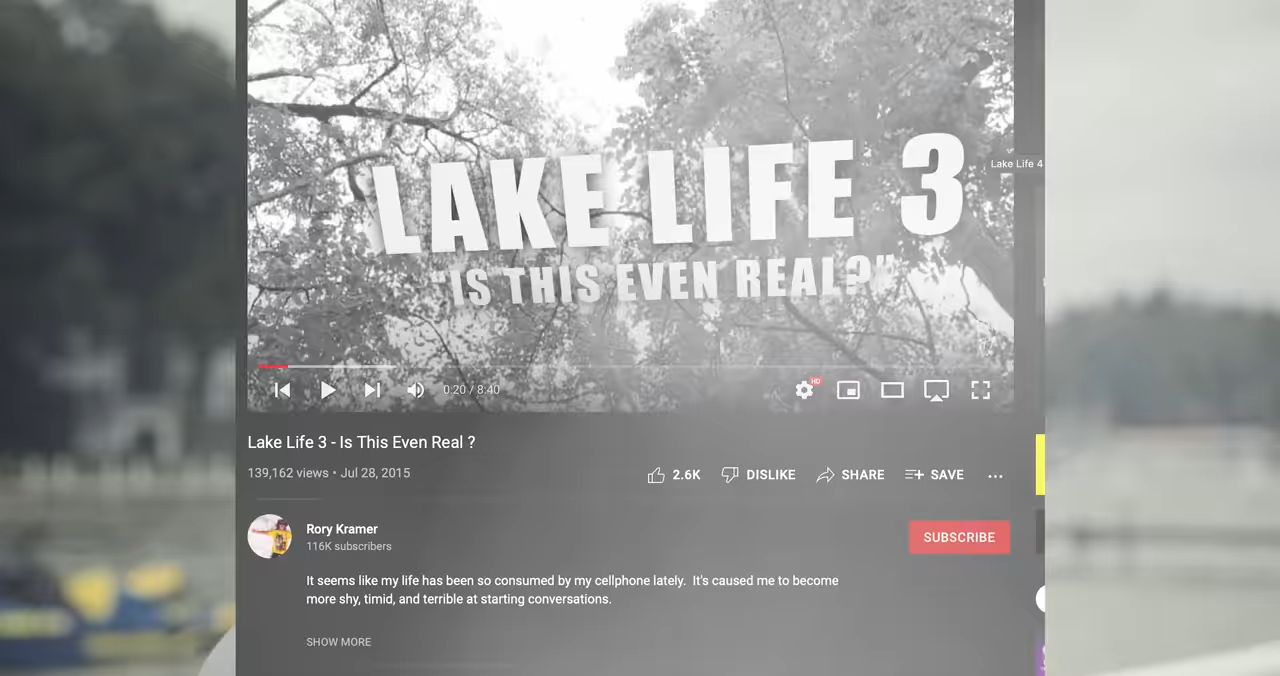 LAKE LIFE 3
"IS THIS EVEN REAL?"
Lake Life 4
HD
0:20 / 8:40
Lake Life 3 - Is This Even Real ?
139,162 views • Jul 28, 2015
2.6K DISLIKE SHARE SAVE ...
Rory Kramer
116K subscribers
SUBSCRIBE
It seems like my life has been so consumed by my cellphone lately. It's caused me to become
more shy, timid, and terrible at starting conversations.
SHOW MORE